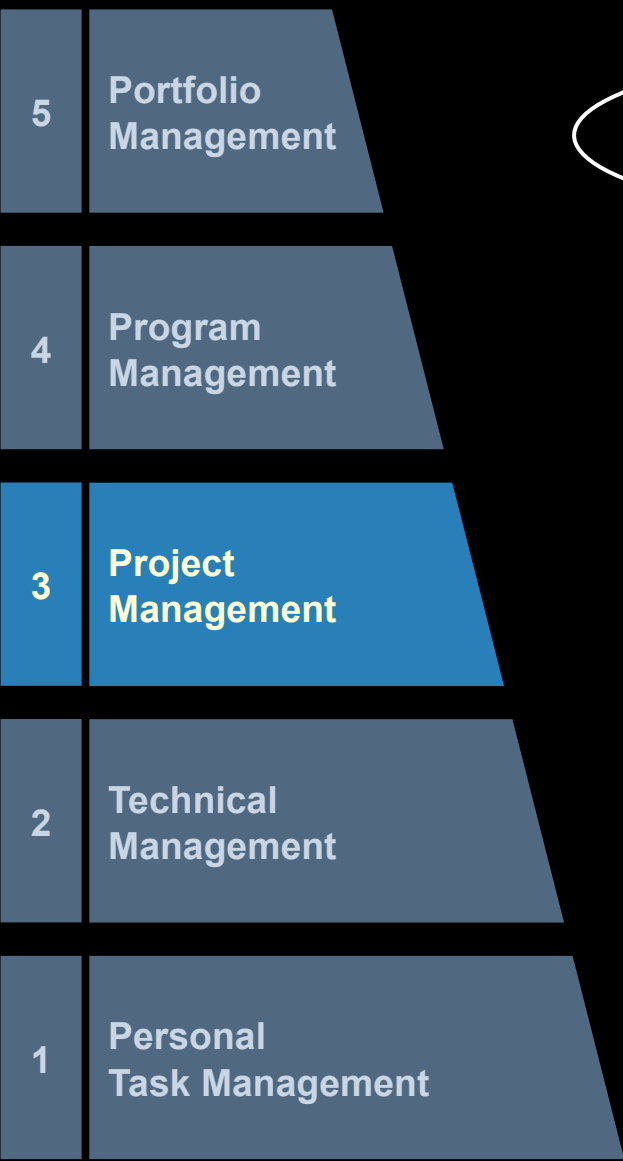 5
Portfolio
Management
4
Program
Management
3
Project
Management
2
Technical
Management
1
Personal
Task Management